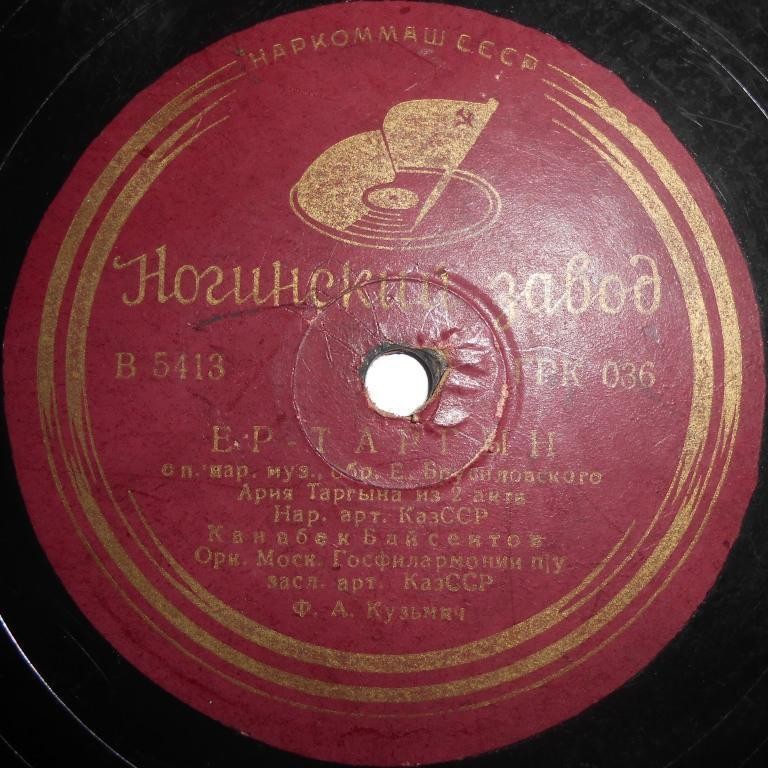 НАРКОММАШ СССР
Ногинский завод
В 5413 РК 036
ЕР-ТАРГЫН
оп. нар. муз., обр. Е. Брусиловского
Ария Таргына из 2 акта
Нар. арт. КазССР
Канабек Байсеитов
Орк. Моск. Госфилармонии п/у
засл. арт. КазССР
Ф. А. Кузьмич